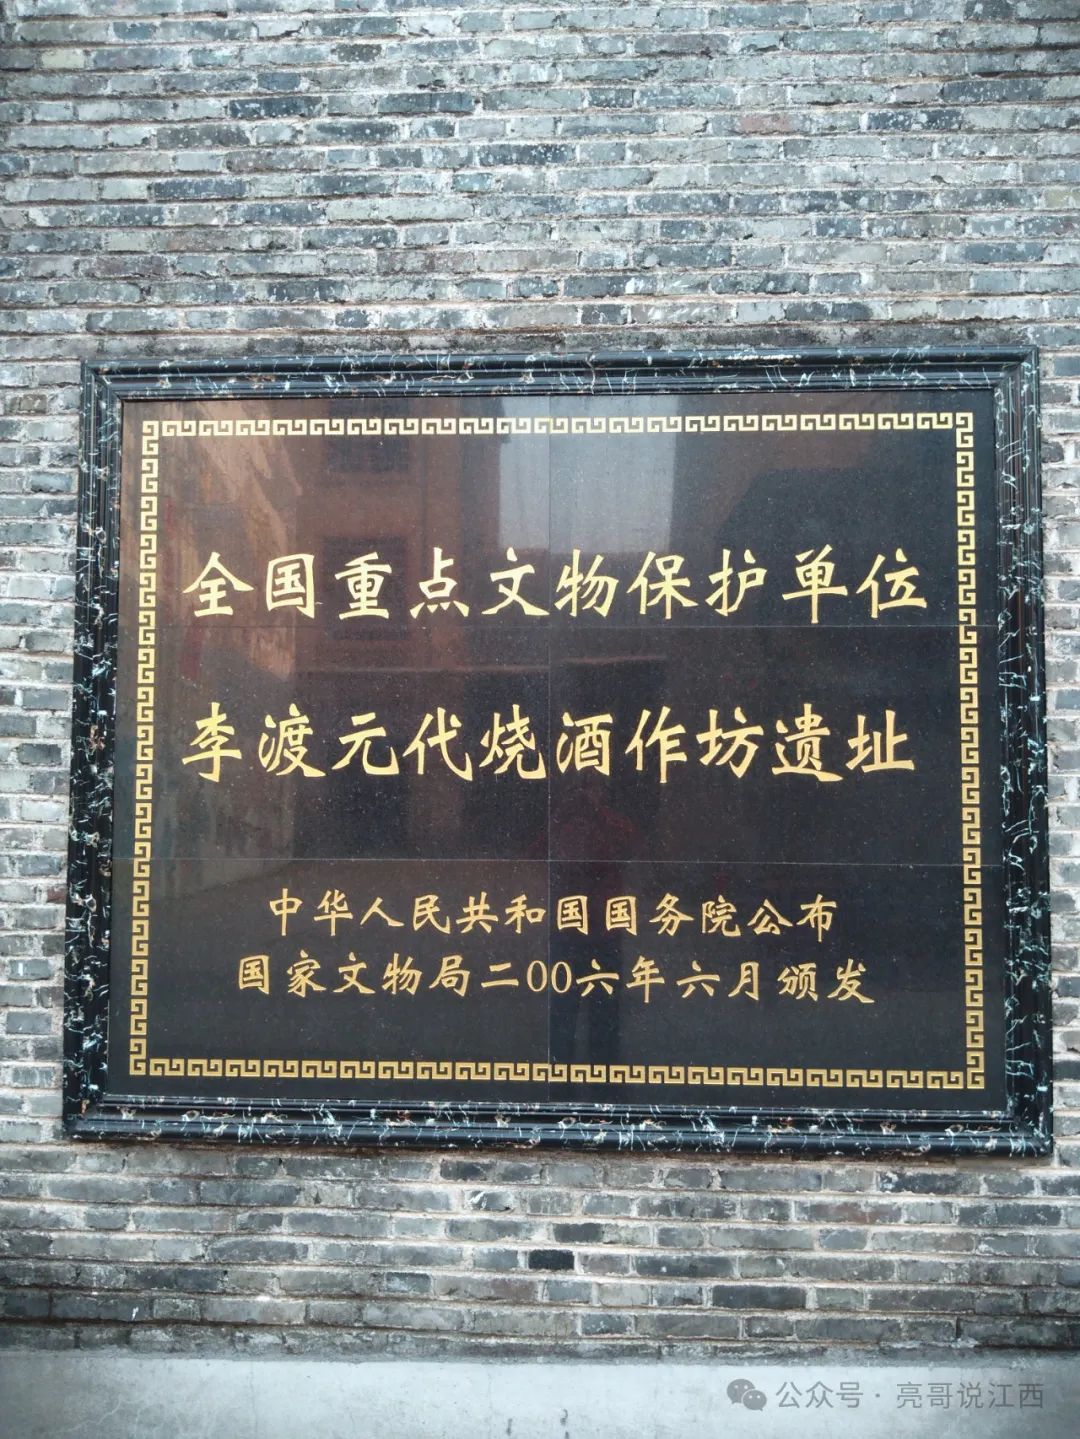 全国重点文物保护单位
李渡元代烧酒作坊遗址
中华人民共和国国务院公布
国家文物局二00六年六月颁发
公众号·亮哥说江西